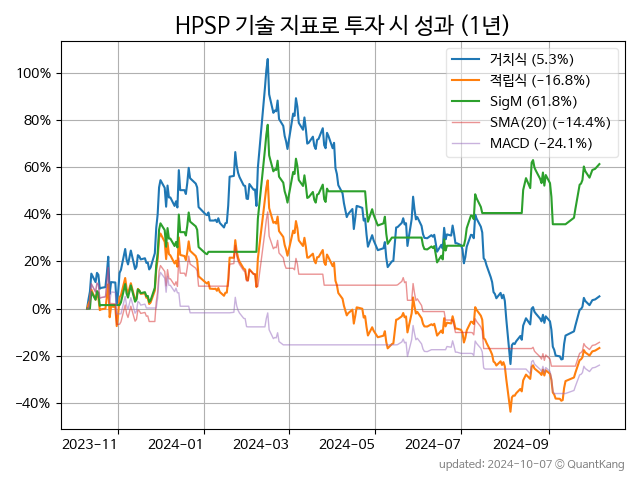 HPSP 기술 지표로 투자 시 성과 (1년)
거치식 (5.3%)
적립식 (−16.8%)
SigM (61.8%)
SMA(20) (−14.4%)
MACD (−24.1%)
100%
80%
60%
40%
20%
0%
−20%
−40%
2023-11
2024-01
2024-03
2024-05
2024-07
2024-09
updated: 2024-10-07 © QuantKang